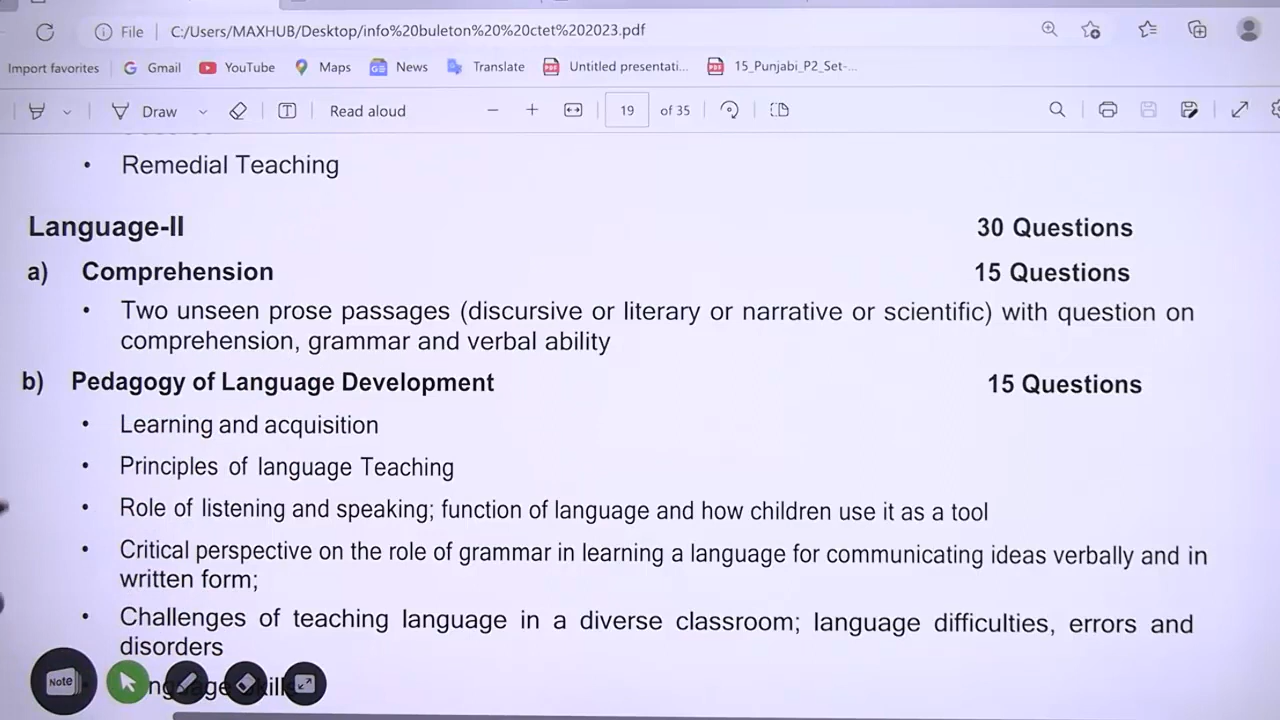 File C:/Users/MAXHUB/Desktop/info%20buleton%20%20ctet%202023.pdf
Import favorites Gmail YouTube Maps News Translate Untitled presentati... 15_Punjabi_P2_Set-...
Draw Read aloud 19 of 35
• Remedial Teaching
Language-II 30 Questions
a) Comprehension 15 Questions
• Two unseen prose passages (discursive or literary or narrative or scientific) with question on
comprehension, grammar and verbal ability
b) Pedagogy of Language Development 15 Questions
• Learning and acquisition
• Principles of language Teaching
• Role of listening and speaking; function of language and how children use it as a tool
• Critical perspective on the role of grammar in learning a language for communicating ideas verbally and in
written form;
• Challenges of teaching language in a diverse classroom; language difficulties, errors and
disorders
Note